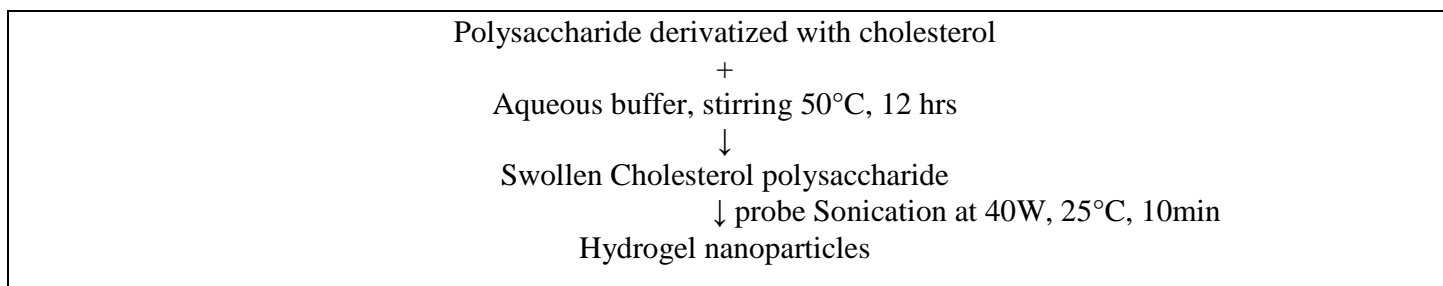 Polysaccharide derivatized with cholesterol
+
Aqueous buffer, stirring 50°C, 12 hrs
↓
Swollen Cholesterol polysaccharide
↓ probe Sonication at 40W, 25°C, 10min
Hydrogel nanoparticles